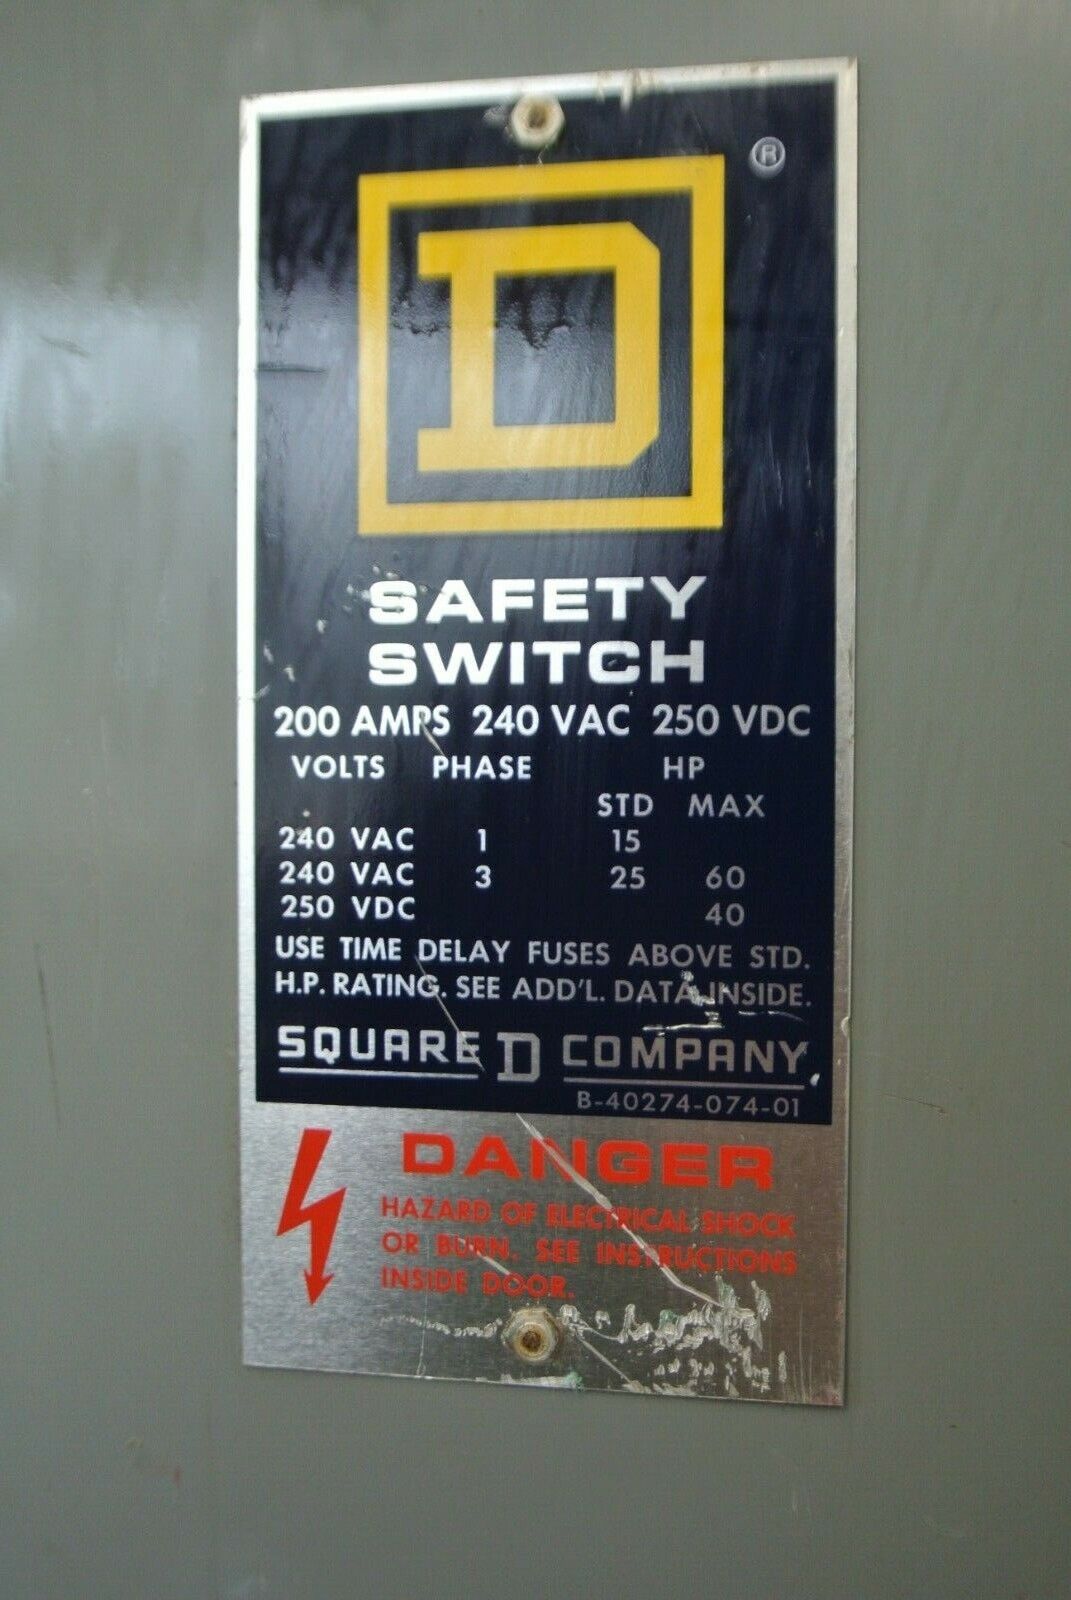 ®
D
SAFETY
SWITCH
200 AMPS 240 VAC 250 VDC
VOLTS PHASE HP
STD MAX
240 VAC 1 15
240 VAC 3 25 60
250 VDC 40
USE TIME DELAY FUSES ABOVE STD.
H.P. RATING. SEE ADD'L. DATA INSIDE.
SQUARE D COMPANY
B-40274-074-01
DANGER
HAZARD OF ELECTRICAL SHOCK
OR BURN. SEE INSTRUCTIONS
INSIDE DOOR.